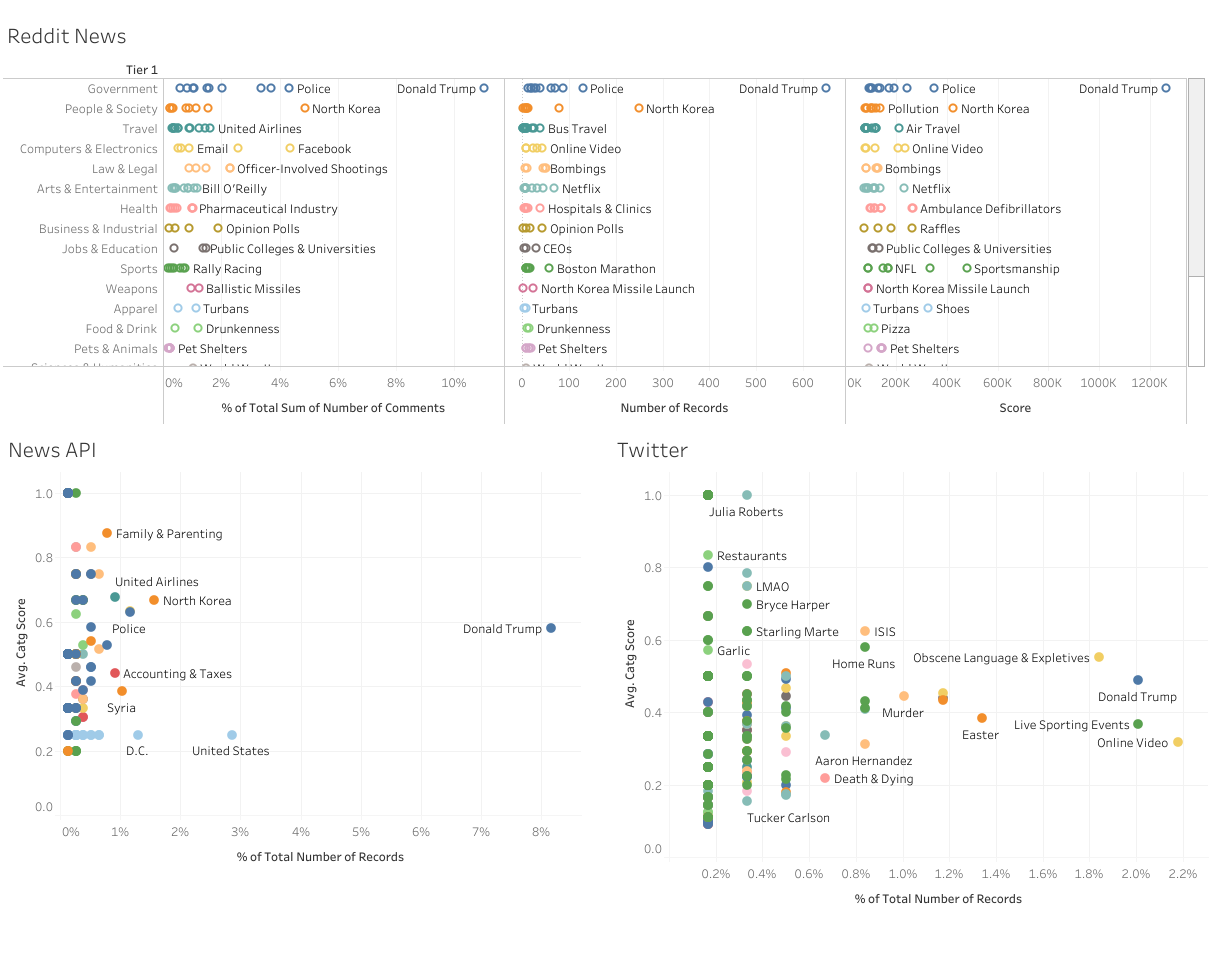 Reddit News
Tier 1
Government Police Donald Trump Police Donald Trump Police Donald Trump
People & Society North Korea North Korea Pollution North Korea
Travel United Airlines Bus Travel Air Travel
Computers & Electronics Email Facebook Online Video Online Video
Law & Legal Officer-Involved Shootings Bombings Bombings
Arts & Entertainment Bill O'Reilly Netflix Netflix
Health Pharmaceutical Industry Hospitals & Clinics Ambulance Defibrillators
Business & Industrial Opinion Polls Opinion Polls Raffles
Jobs & Education Public Colleges & Universities CEOs Public Colleges & Universities
Sports Rally Racing Boston Marathon NFL Sportsmanship
Weapons Ballistic Missiles North Korea Missile Launch North Korea Missile Launch
Apparel Turbans Turbans Turbans Shoes
Food & Drink Drunkenness Drunkenness Pizza
Pets & Animals Pet Shelters Pet Shelters Pet Shelters
0% 2% 4% 6% 8% 10% 0 100 200 300 400 500 600 0K 200K 400K 600K 800K 1000K 1200K
% of Total Sum of Number of Comments Number of Records Score
News API
1.0
Family & Parenting
0.8
United Airlines
North Korea
0.6
Police
Donald Trump
Accounting & Taxes
0.4
Syria
0.2
D.C. United States
0.0
0% 1% 2% 3% 4% 5% 6% 7% 8%
% of Total Number of Records
Avg. Catg Score
Twitter
1.0
Julia Roberts
Restaurants
0.8
LMAO
Bryce Harper
Starling Marte ISIS
0.6
Garlic
Home Runs
Obscene Language & Expletives
Donald Trump
0.4
Murder
Easter
Live Sporting Events
Online Video
Aaron Hernandez
Death & Dying
0.2
Tucker Carlson
0.0
0.2% 0.4% 0.6% 0.8% 1.0% 1.2% 1.4% 1.6% 1.8% 2.0% 2.2%
% of Total Number of Records
Avg. Catg Score